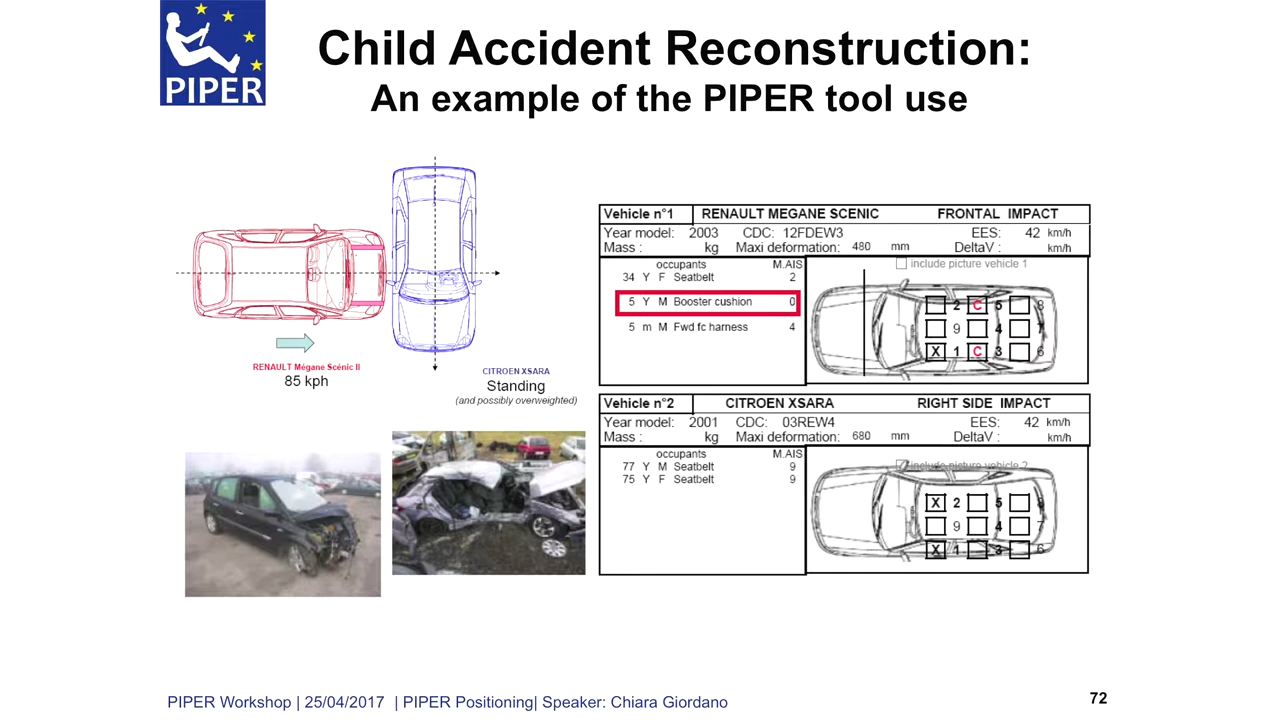 PIPER
Child Accident Reconstruction:
An example of the PIPER tool use
RENAULT Mégane Scénic II
85 kph
CITROEN XSARA
Standing
(and possibly overweighted)
Vehicle n°1 RENAULT MEGANE SCENIC FRONTAL IMPACT
Year model: 2003 CDC: 12FDEW3 EES: 42 km/h
Mass : kg Maxi deformation: 480 mm DeltaV : km/h
occupants M.AIS
34 Y F Seatbelt 2
5 Y M Booster cushion 0
5 m M Fwd fc harness 4
include picture vehicle 1
2 C 5 8
9 4 7
X 1 C 3 6
Vehicle n°2 CITROEN XSARA RIGHT SIDE IMPACT
Year model: 2001 CDC: 03REW4 EES: 42 km/h
Mass : kg Maxi deformation: 680 mm DeltaV : km/h
occupants M.AIS
77 Y M Seatbelt 9
75 Y F Seatbelt 9
include picture vehicle 2
X 2 5 8
9 4 7
X 1 3 6
PIPER Workshop | 25/04/2017 | PIPER Positioning| Speaker: Chiara Giordano
72